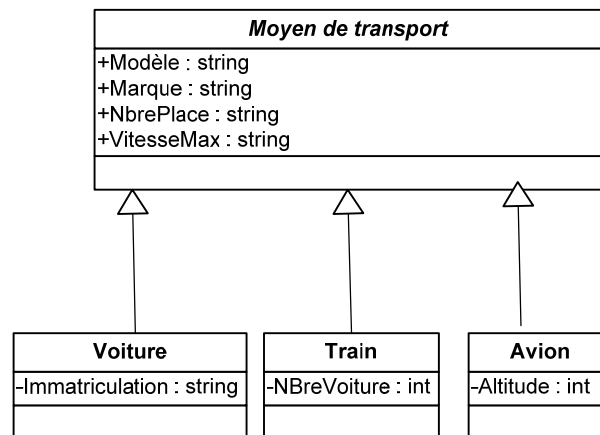 Moyen de transport
+Modèle : string
+Marque : string
+NbrePlace : string
+VitesseMax : string
Voiture
-Immatriculation : string
Train
-NBreVoiture : int
Avion
-Altitude : int